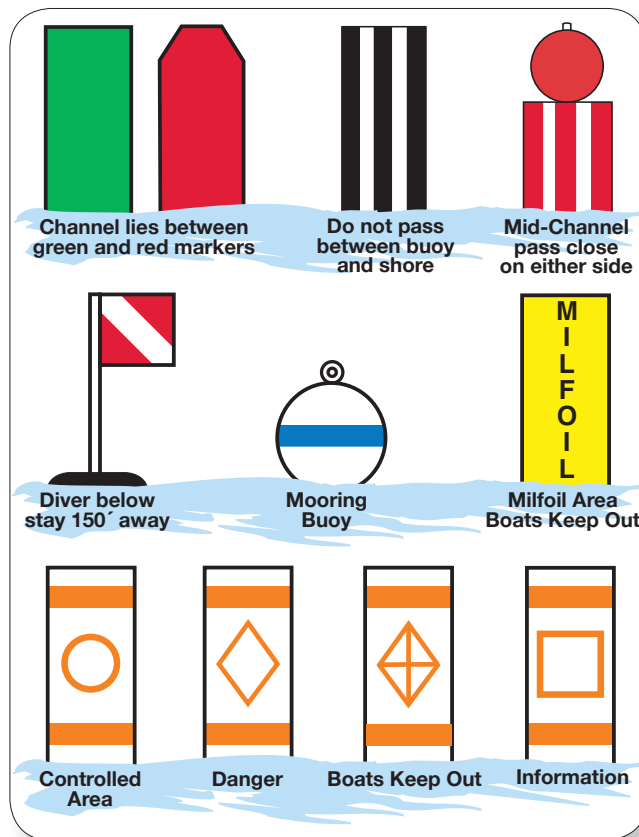 Channel lies between
green and red markers
Do not pass
between buoy
and shore
Mid-Channel
pass close
on either side
MILFOIL
Diver below
stay 150´ away
Mooring
Buoy
Milfoil Area
Boats Keep Out
Controlled
Area
Danger
Boats Keep Out
Information